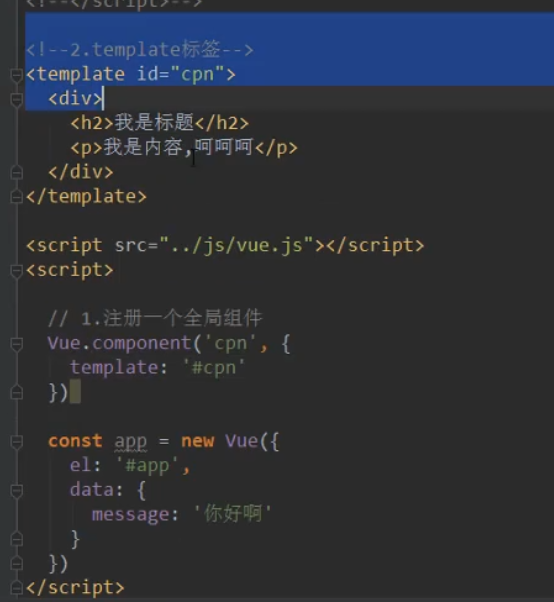 <!--</script>-->
<!--2.template标签-->
<template id="cpn">
<div>
<h2>我是标题</h2>
<p>我是内容,呵呵呵</p>
</div>
</template>
<script src="../js/vue.js"></script>
<script>
// 1.注册一个全局组件
Vue.component('cpn', {
template: '#cpn'
})
const app = new Vue({
el: '#app',
data: {
message: '你好啊'
}
})
</script>